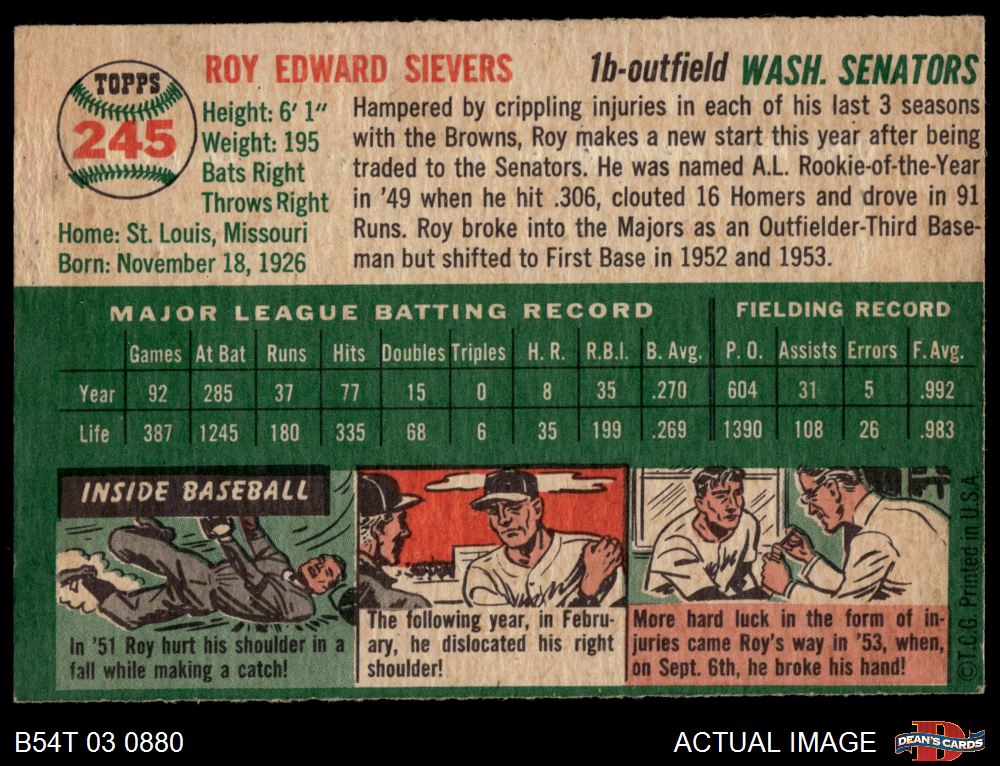 TOPPS
245
ROY EDWARD SIEVERS
1b-outfield WASH. SENATORS
Height: 6' 1"
Weight: 195
Bats Right
Throws Right
Home: St. Louis, Missouri
Born: November 18, 1926
Hampered by crippling injuries in each of his last 3 seasons
with the Browns, Roy makes a new start this year after being
traded to the Senators. He was named A.L. Rookie-of-the-Year
in '49 when he hit .306, clouted 16 Homers and drove in 91
Runs. Roy broke into the Majors as an Outfielder-Third Base-
man but shifted to First Base in 1952 and 1953.
MAJOR LEAGUE BATTING RECORD FIELDING RECORD
Games At Bat Runs Hits Doubles Triples H. R. R.B.I. B. Avg. P. O. Assists Errors F. Avg.
Year 92 285 37 77 15 0 8 35 .270 604 31 5 .992
Life 387 1245 180 335 68 6 35 199 .269 1390 108 26 .983
INSIDE BASEBALL
In '51 Roy hurt his shoulder in a
fall while making a catch!
The following year, in Febru-
ary, he dislocated his right
shoulder!
More hard luck in the form of in-
juries came Roy's way in '53, when,
on Sept. 6th, he broke his hand!
©T.C.G. Printed in U.S.A.
B54T 03 0880
ACTUAL IMAGE
DEAN'S CARDS